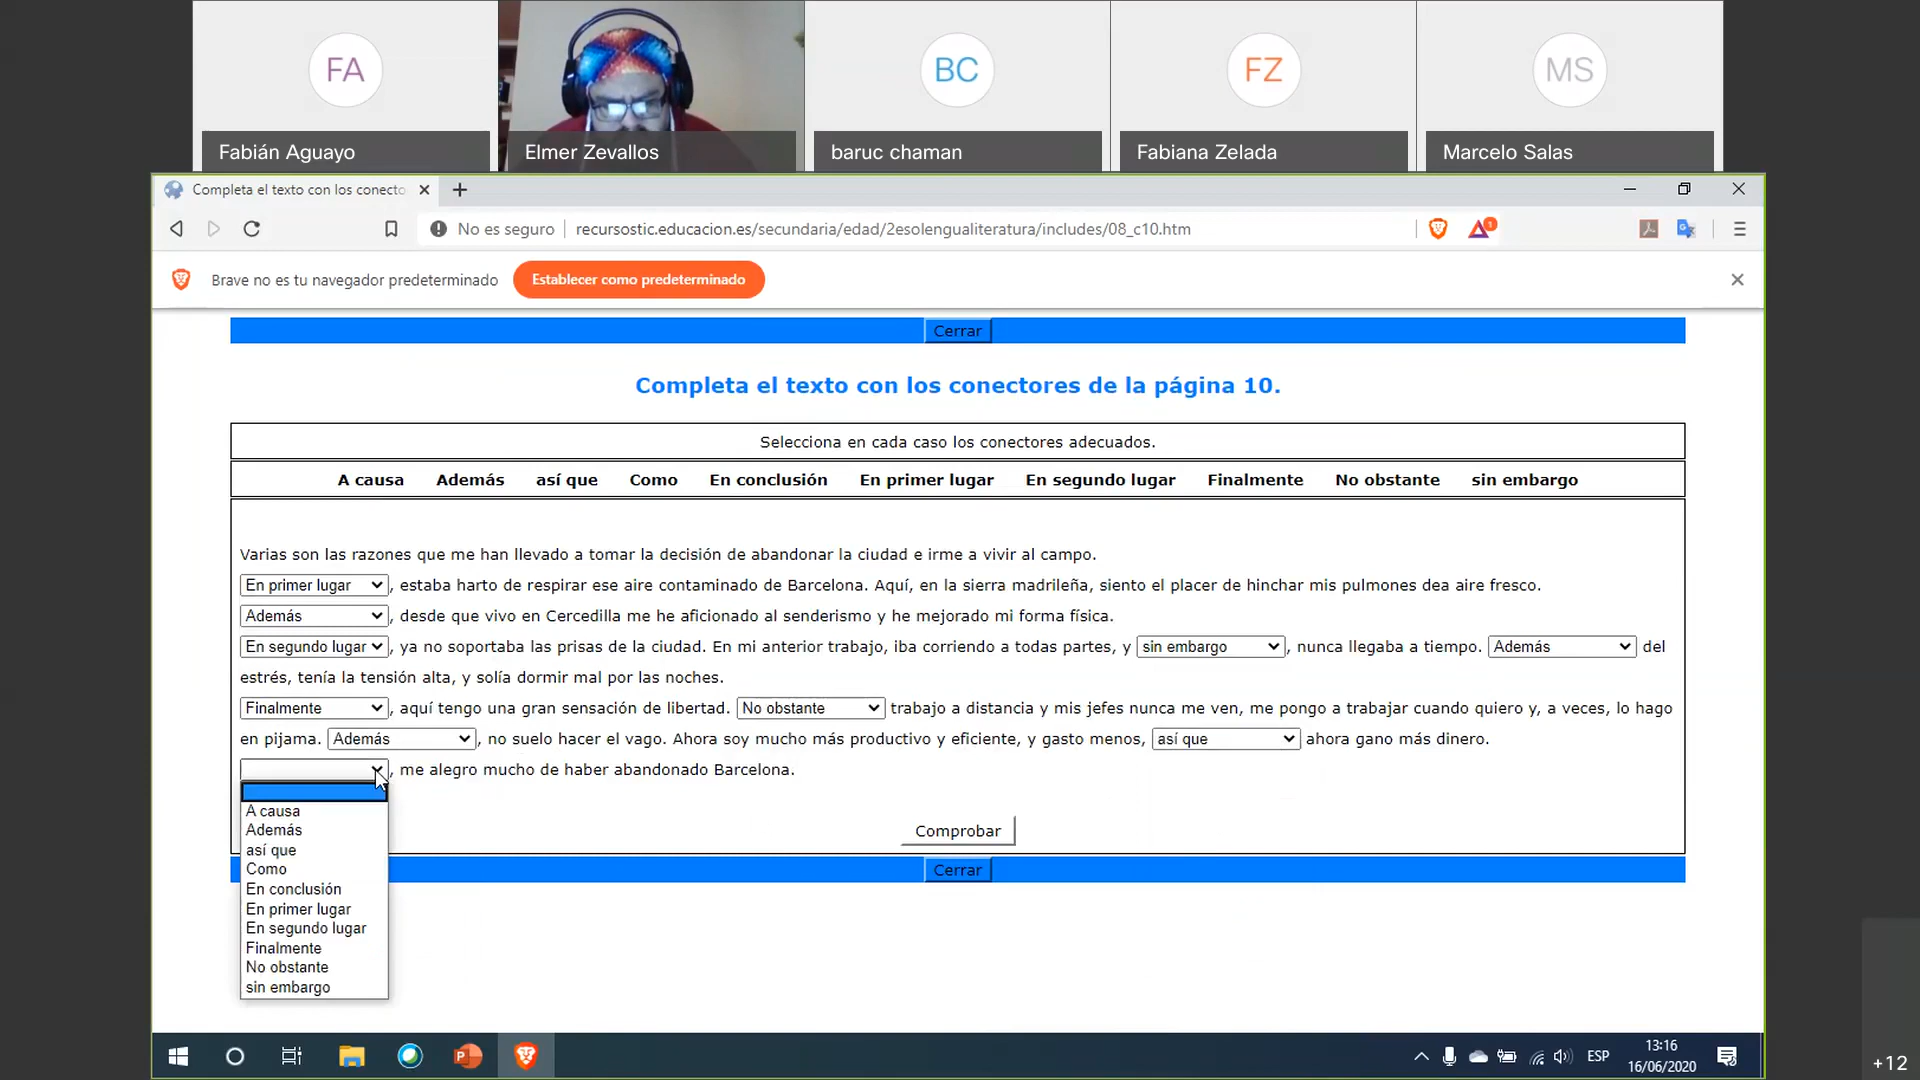 FA
BC
FZ
MS
Fabián Aguayo
Elmer Zevallos
baruc chaman
Fabiana Zelada
Marcelo Salas
Completa el texto con los conecto
No es seguro
recursostic.educacion.es/secundaria/edad/2esolengualiteratura/includes/08_c10.htm
1
Brave no es tu navegador predeterminado
Establecer como predeterminado
Cerrar
Completa el texto con los conectores de la página 10.
Selecciona en cada caso los conectores adecuados.
A causa Además así que Como En conclusión En primer lugar En segundo lugar Finalmente No obstante sin embargo
Varias son las razones que me han llevado a tomar la decisión de abandonar la ciudad e irme a vivir al campo.
En primer lugar , estaba harto de respirar ese aire contaminado de Barcelona. Aquí, en la sierra madrileña, siento el placer de hinchar mis pulmones dea aire fresco.
Además , desde que vivo en Cercedilla me he aficionado al senderismo y he mejorado mi forma física.
En segundo lugar , ya no soportaba las prisas de la ciudad. En mi anterior trabajo, iba corriendo a todas partes, y sin embargo , nunca llegaba a tiempo. Además del
estrés, tenía la tensión alta, y solía dormir mal por las noches.
Finalmente , aquí tengo una gran sensación de libertad. No obstante trabajo a distancia y mis jefes nunca me ven, me pongo a trabajar cuando quiero y, a veces, lo hago
en pijama. Además , no suelo hacer el vago. Ahora soy mucho más productivo y eficiente, y gasto menos, así que ahora gano más dinero.
, me alegro mucho de haber abandonado Barcelona.
A causa
Además
así que
Como
En conclusión
En primer lugar
En segundo lugar
Finalmente
No obstante
sin embargo
Comprobar
Cerrar
ESP
13:16
16/06/2020
+12